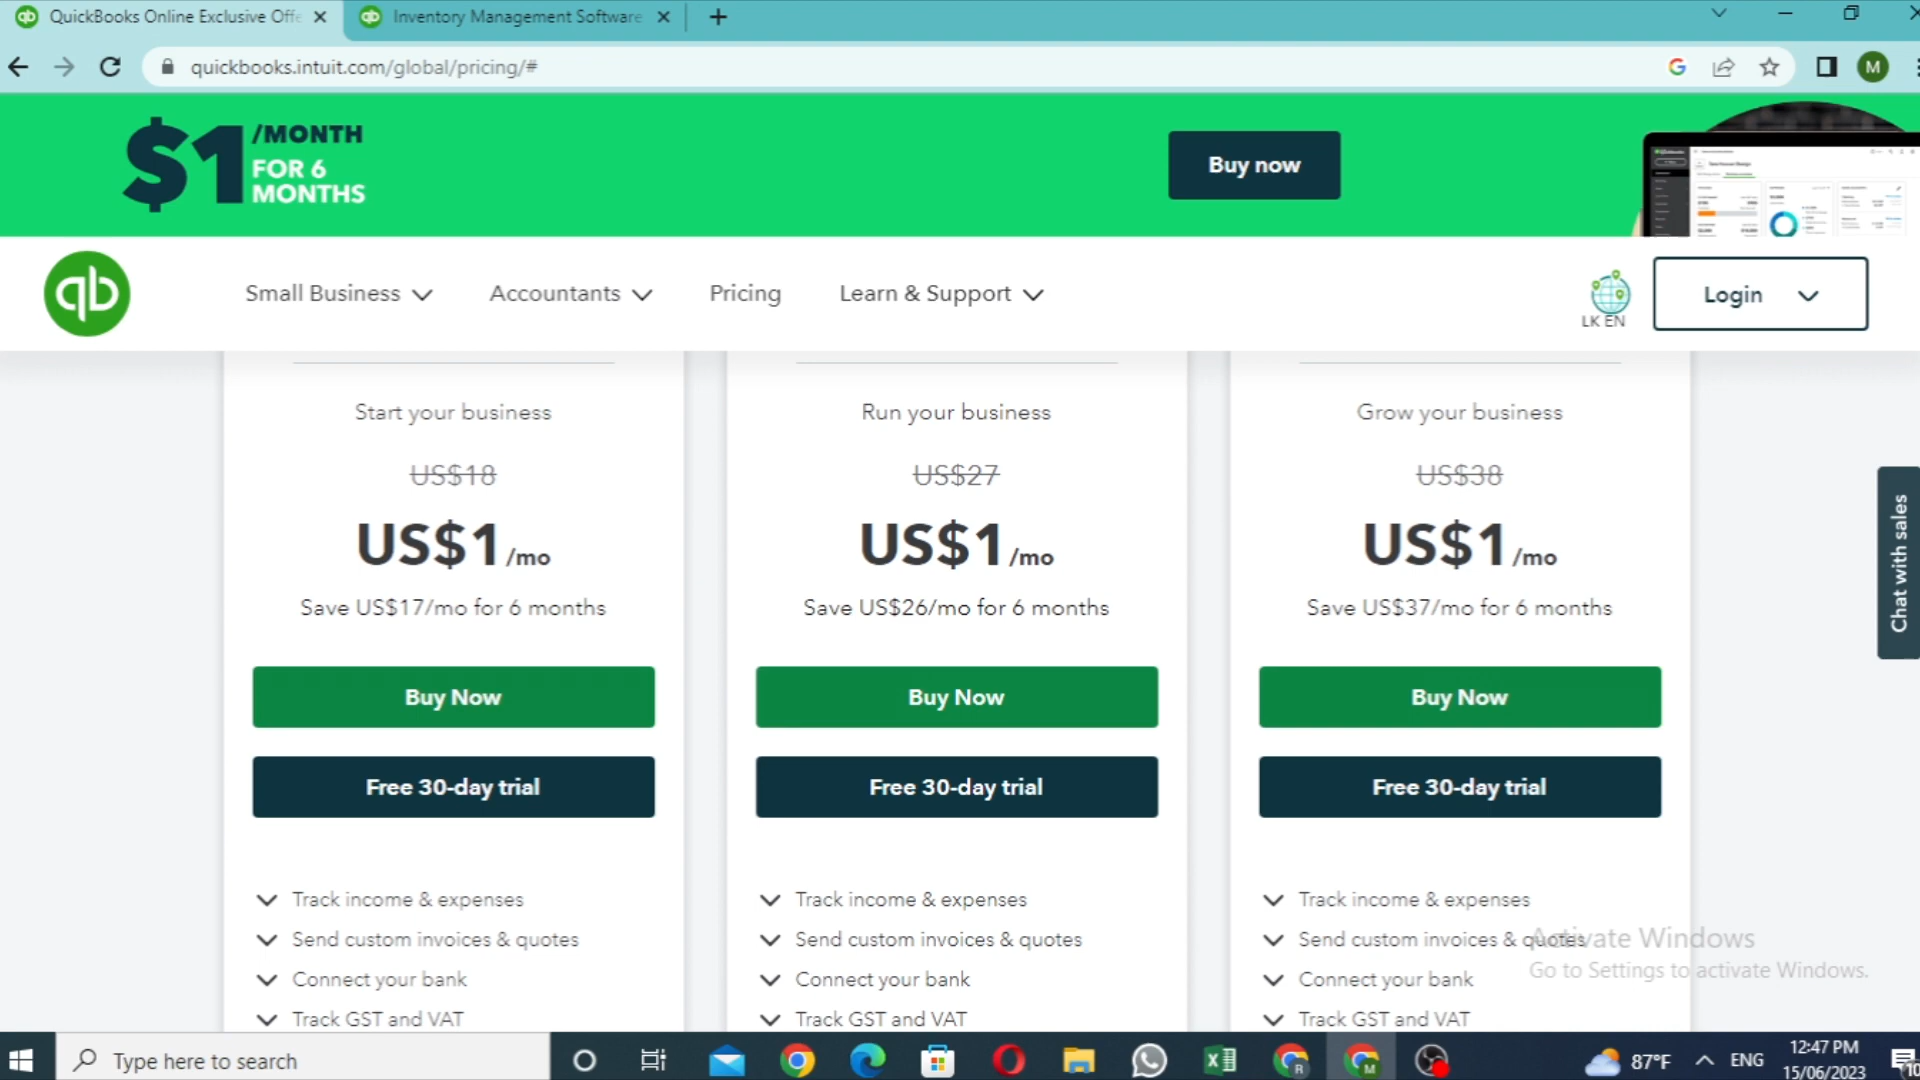 QuickBooks Online Exclusive Offe
Inventory Management Software
quickbooks.intuit.com/global/pricing/#
M
$1 /MONTH
FOR 6
MONTHS
Buy now
qb
Small Business
Accountants
Pricing
Learn & Support
LK EN
Login
Start your business
US$18
US$1 /mo
Save US$17/mo for 6 months
Buy Now
Free 30-day trial
Track income & expenses
Send custom invoices & quotes
Connect your bank
Track GST and VAT
Run your business
US$27
US$1 /mo
Save US$26/mo for 6 months
Buy Now
Free 30-day trial
Track income & expenses
Send custom invoices & quotes
Connect your bank
Track GST and VAT
Grow your business
US$38
US$1 /mo
Save US$37/mo for 6 months
Buy Now
Free 30-day trial
Track income & expenses
Send custom invoices & quotes
Connect your bank
Track GST and VAT
Chat with sales
Activate Windows
Go to Settings to activate Windows.
Type here to search
87°F
ENG
12:47 PM
15/06/2023
10